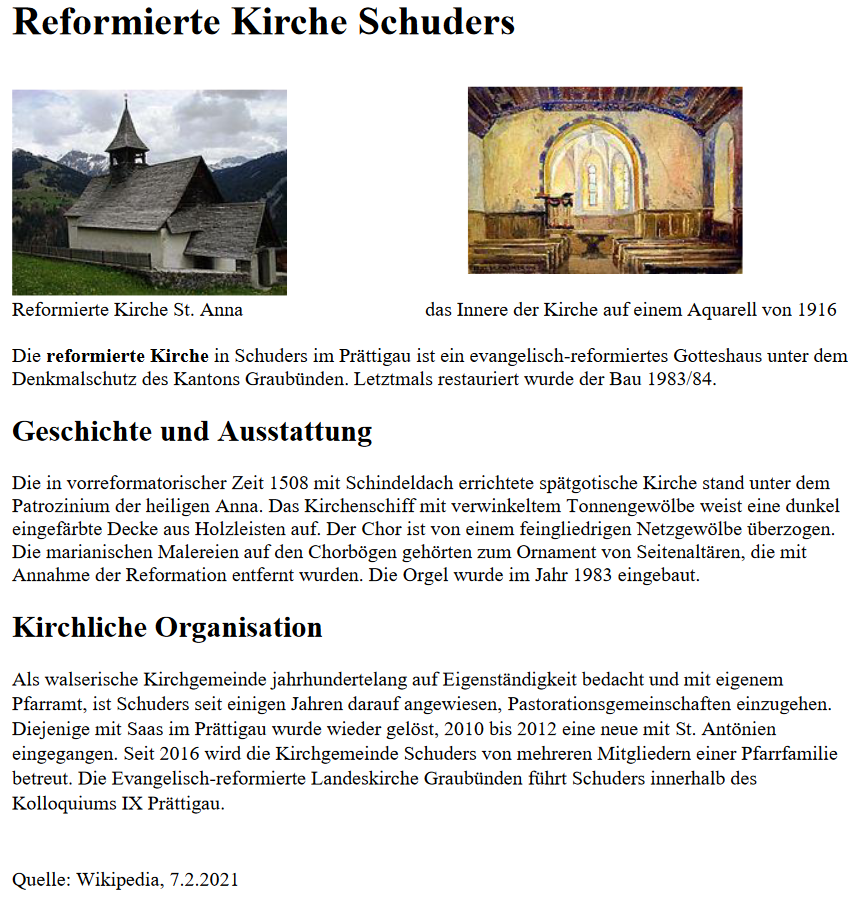 Reformierte Kirche Schuders
Reformierte Kirche St. Anna
das Innere der Kirche auf einem Aquarell von 1916
Die reformierte Kirche in Schuders im Prättigau ist ein evangelisch-reformiertes Gotteshaus unter dem
Denkmalschutz des Kantons Graubünden. Letztmals restauriert wurde der Bau 1983/84.
Geschichte und Ausstattung
Die in vorreformatorischer Zeit 1508 mit Schindeldach errichtete spätgotische Kirche stand unter dem
Patrozinium der heiligen Anna. Das Kirchenschiff mit verwinkeltem Tonnengewölbe weist eine dunkel
eingefärbte Decke aus Holzleisten auf. Der Chor ist von einem feingliedrigen Netzgewölbe überzogen.
Die marianischen Malereien auf den Chorbögen gehörten zum Ornament von Seitenaltären, die mit
Annahme der Reformation entfernt wurden. Die Orgel wurde im Jahr 1983 eingebaut.
Kirchliche Organisation
Als walserische Kirchgemeinde jahrhundertelang auf Eigenständigkeit bedacht und mit eigenem
Pfarramt, ist Schuders seit einigen Jahren darauf angewiesen, Pastorationsgemeinschaften einzugehen.
Diejenige mit Saas im Prättigau wurde wieder gelöst, 2010 bis 2012 eine neue mit St. Antönien
eingegangen. Seit 2016 wird die Kirchgemeinde Schuders von mehreren Mitgliedern einer Pfarrfamilie
betreut. Die Evangelisch-reformierte Landeskirche Graubünden führt Schuders innerhalb des
Kolloquiums IX Prättigau.
Quelle: Wikipedia, 7.2.2021